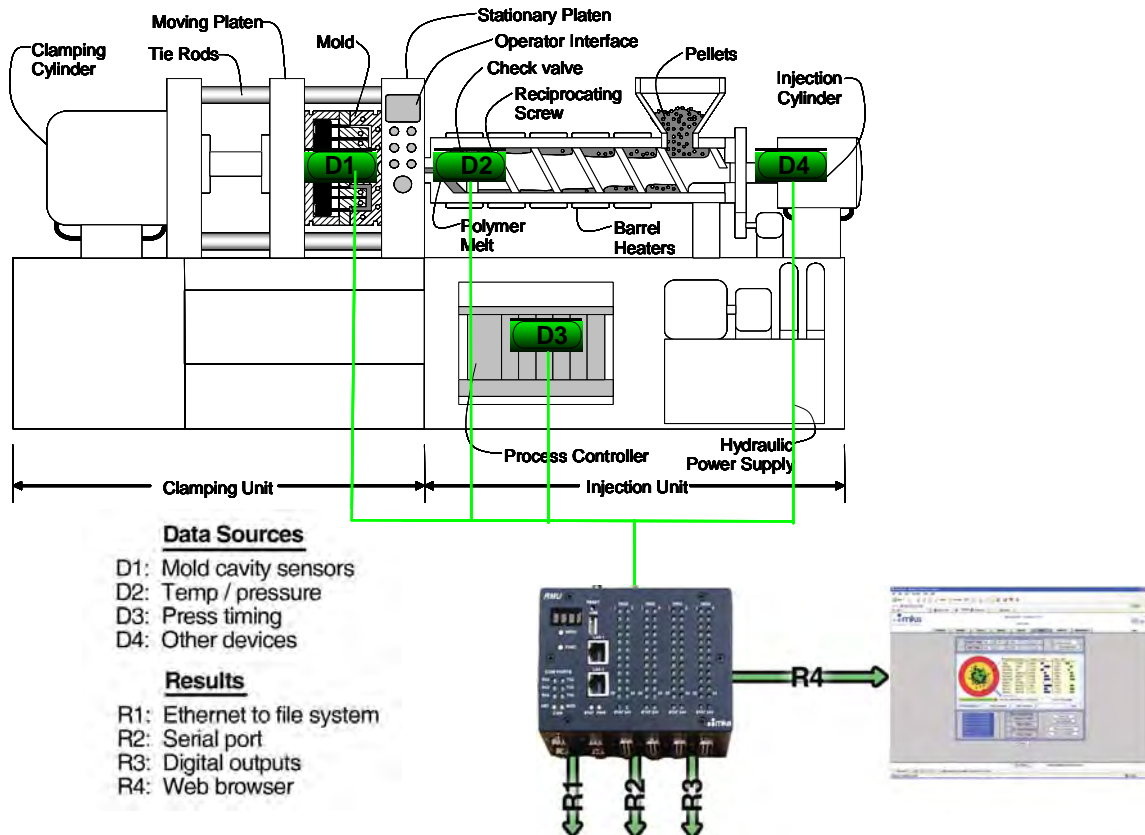 Stationary Platen
Moving Platen
Mold
Operator Interface
Clamping
Cylinder
Tie Rods
Check valve
Pellets
Reciprocating
Screw
Injection
Cylinder
D1
D2
D4
Polymer
Melt
Barrel
Heaters
D3
Process Controller
Hydraulic
Power Supply
Clamping Unit
Injection Unit
Data Sources
D1: Mold cavity sensors
D2: Temp / pressure
D3: Press timing
D4: Other devices
Results
R1: Ethernet to file system
R2: Serial port
R3: Digital outputs
R4: Web browser
RMU
mks
R4
mks
R1
R2
R3